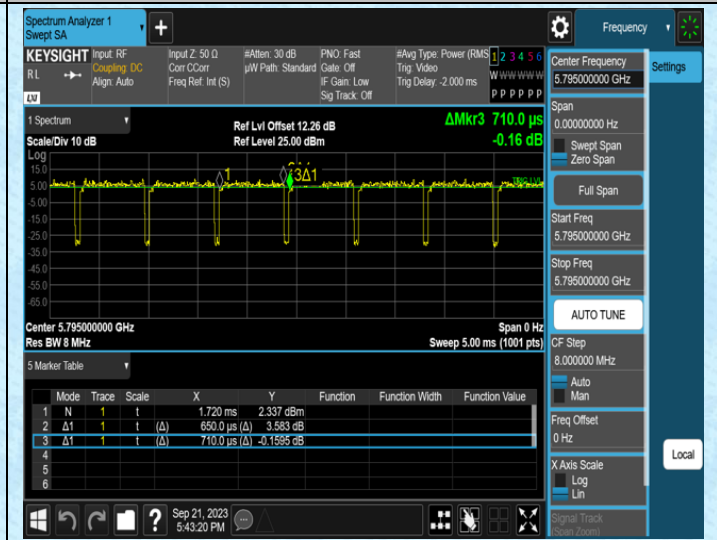 Spectrum Analyzer 1
Swept SA
Frequency
KEYSIGHT
RL
LXI
Input: RF
Coupling: DC
Align: Auto
Input Z: 50 Ω
Corr CCorr
Freq Ref: Int (S)
#Atten: 30 dB
µW Path: Standard
PNO: Fast
Gate: Off
IF Gain: Low
Sig Track: Off
#Avg Type: Power (RMS
Trig: Video
Trig Delay: -2.000 ms
1 2 3 4 5 6
W W W W W W
P P P P P P
Center Frequency
5.795000000 GHz
Settings
Span
0.00000000 Hz
Swept Span
Zero Span
Full Span
Start Freq
5.795000000 GHz
Stop Freq
5.795000000 GHz
AUTO TUNE
CF Step
8.000000 MHz
Auto
Man
Freq Offset
0 Hz
X Axis Scale
Log
Lin
Signal Track
(Span Zoom)
Local
1 Spectrum
Scale/Div 10 dB
Ref Lvl Offset 12.26 dB
Ref Level 25.00 dBm
ΔMkr3 710.0 µs
-0.16 dB
Log
15.0
5.00
-5.00
-15.0
-25.0
-35.0
-45.0
-55.0
-65.0
1
3Δ1
TRIG LVL
Center 5.795000000 GHz
Res BW 8 MHz
Span 0 Hz
Sweep 5.00 ms (1001 pts)
5 Marker Table
Mode Trace Scale X Y Function Function Width Function Value
1 N 1 t 1.720 ms 2.337 dBm
2 Δ1 1 t (Δ) 650.0 µs (Δ) 3.583 dB
3 Δ1 1 t (Δ) 710.0 µs (Δ) -0.1595 dB
4
5
6
?
Sep 21, 2023
5:43:20 PM